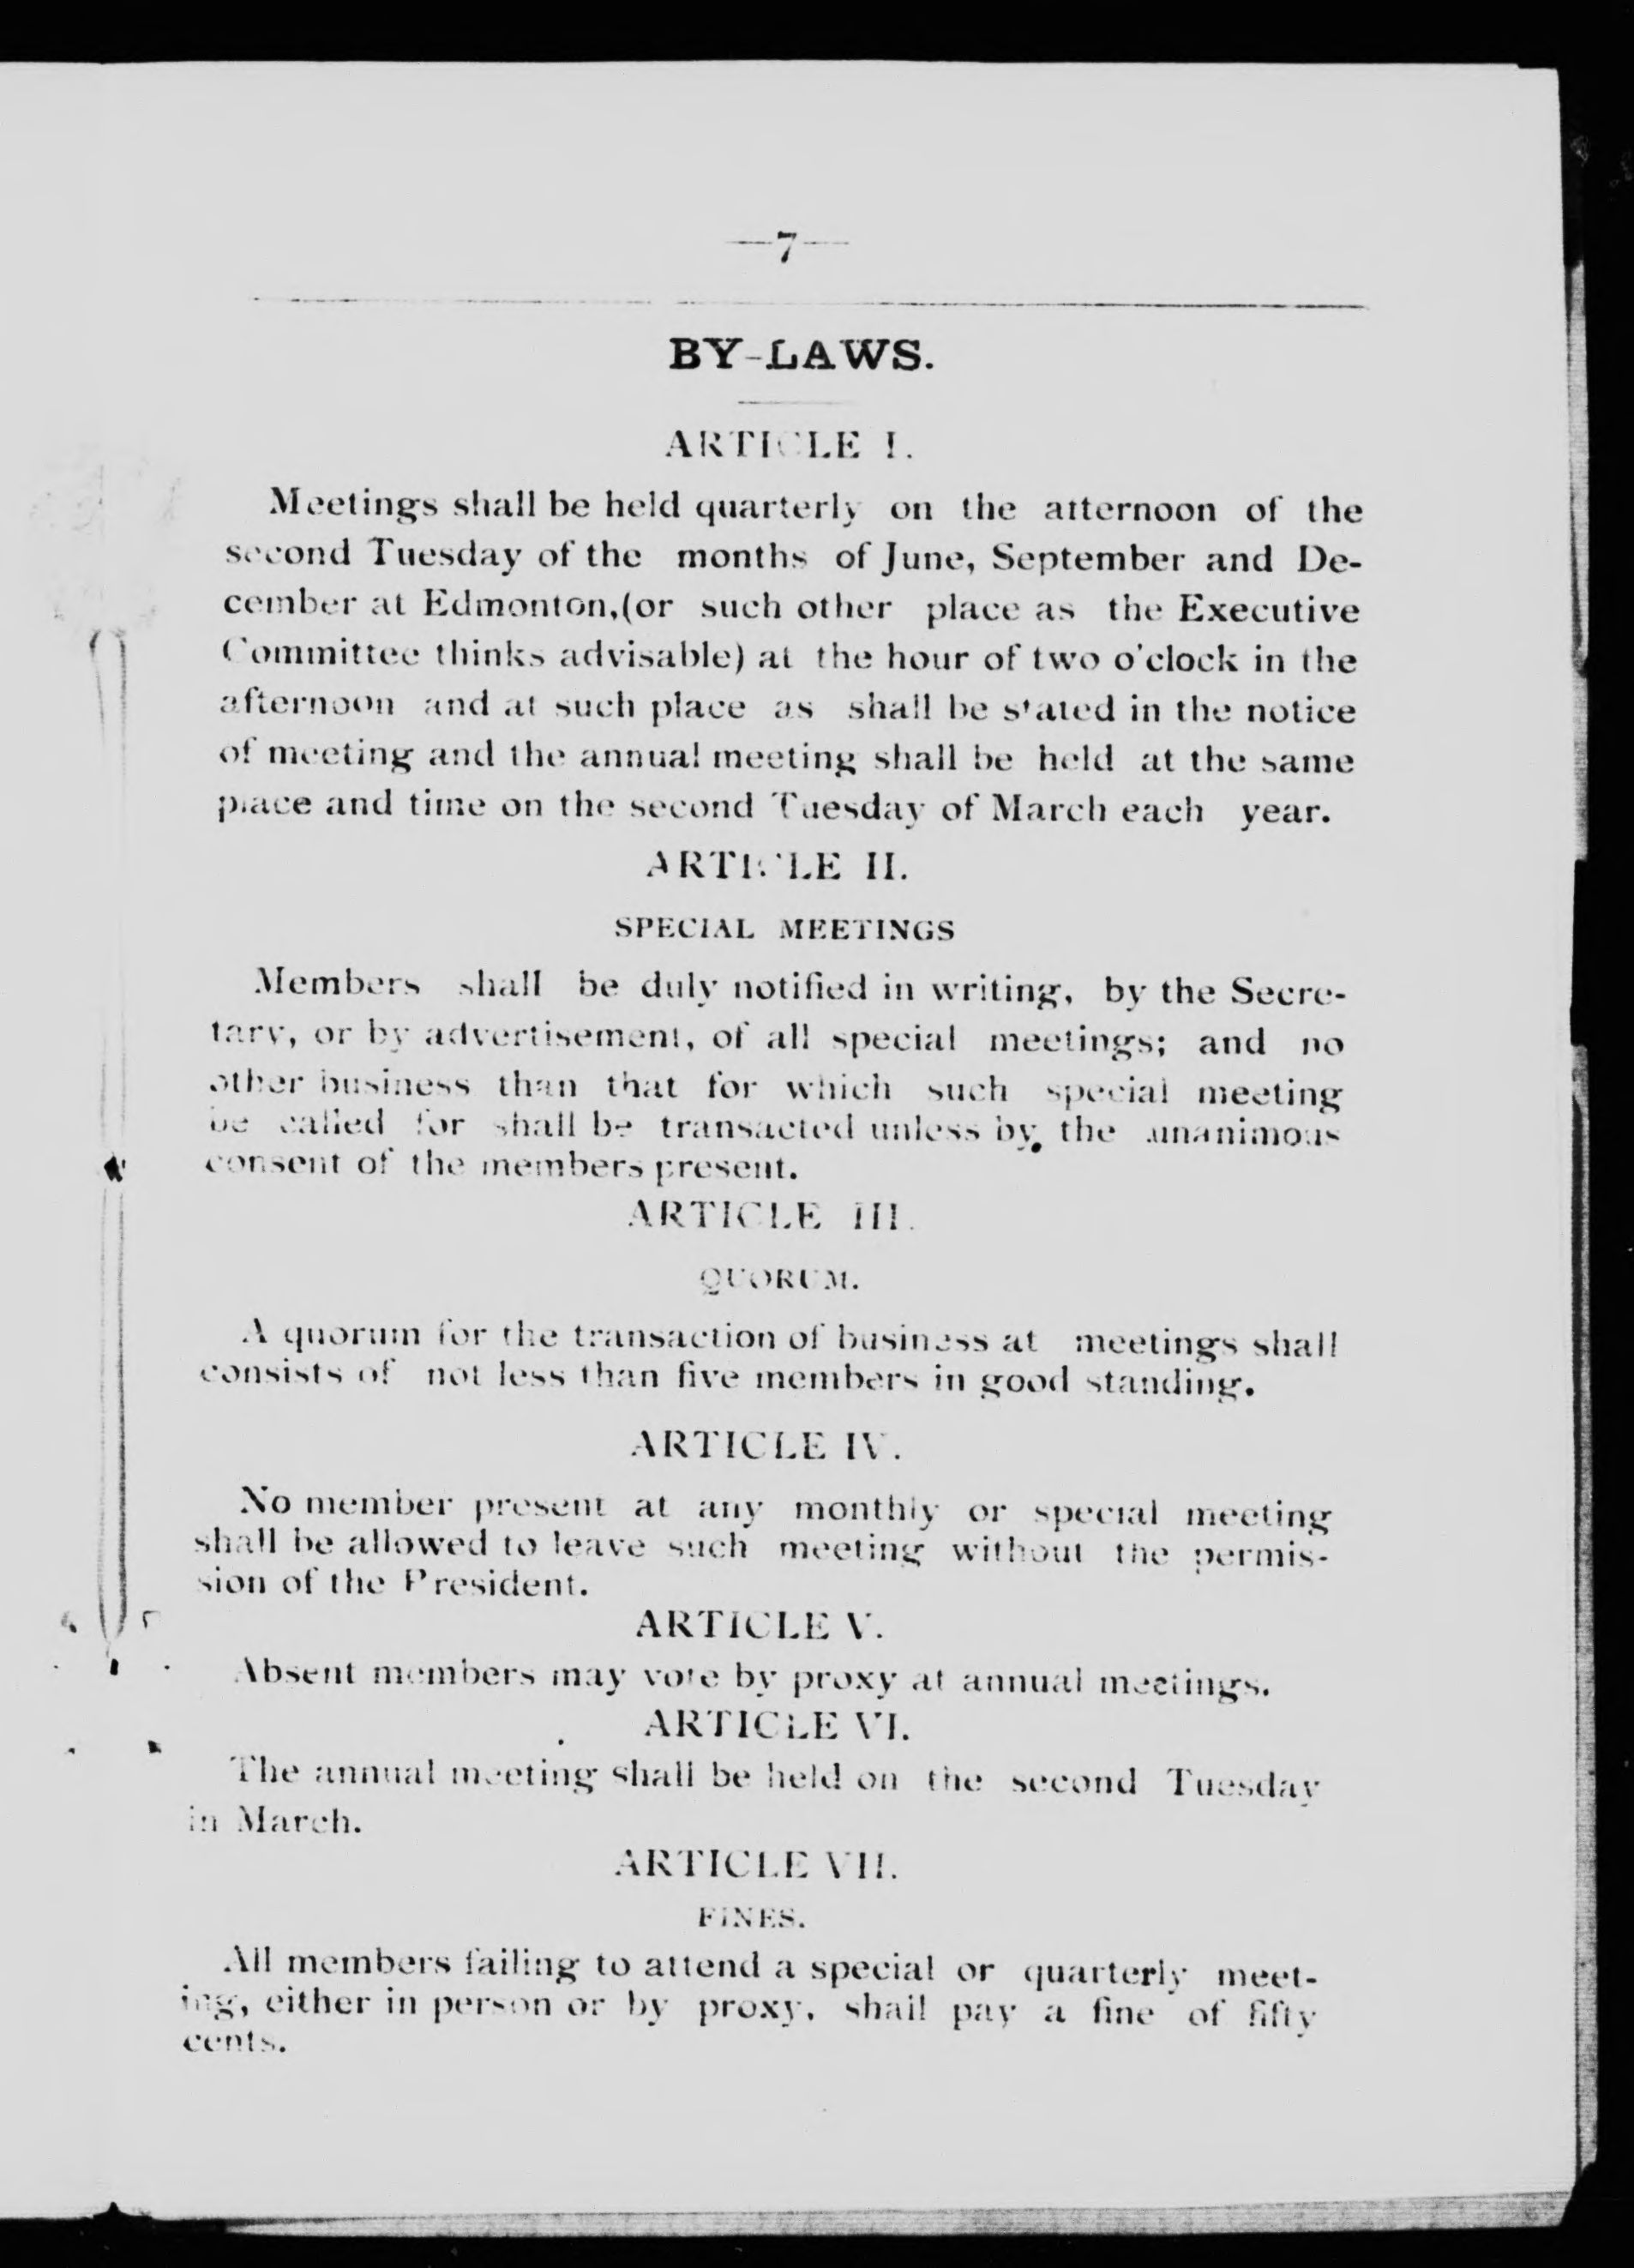 —7—
BY-LAWS.
ARTICLE I.
Meetings shall be held quarterly on the afternoon of the
second Tuesday of the months of June, September and De-
cember at Edmonton,(or such other place as the Executive
Committee thinks advisable) at the hour of two o'clock in the
afternoon and at such place as shall be stated in the notice
of meeting and the annual meeting shall be held at the same
place and time on the second Tuesday of March each year.
ARTICLE II.
SPECIAL MEETINGS
Members shall be duly notified in writing, by the Secre-
tary, or by advertisement, of all special meetings; and no
other business than that for which such special meeting
be called for shall be transacted unless by the unanimous
consent of the members present.
ARTICLE III.
QUORUM.
A quorum for the transaction of business at meetings shall
consists of not less than five members in good standing.
ARTICLE IV.
No member present at any monthly or special meeting
shall be allowed to leave such meeting without the permis-
sion of the President.
ARTICLE V.
Absent members may vote by proxy at annual meetings.
ARTICLE VI.
The annual meeting shall be held on the second Tuesday
in March.
ARTICLE VII.
FINES.
All members failing to attend a special or quarterly meet-
ing, either in person or by proxy, shall pay a fine of fifty
cents.